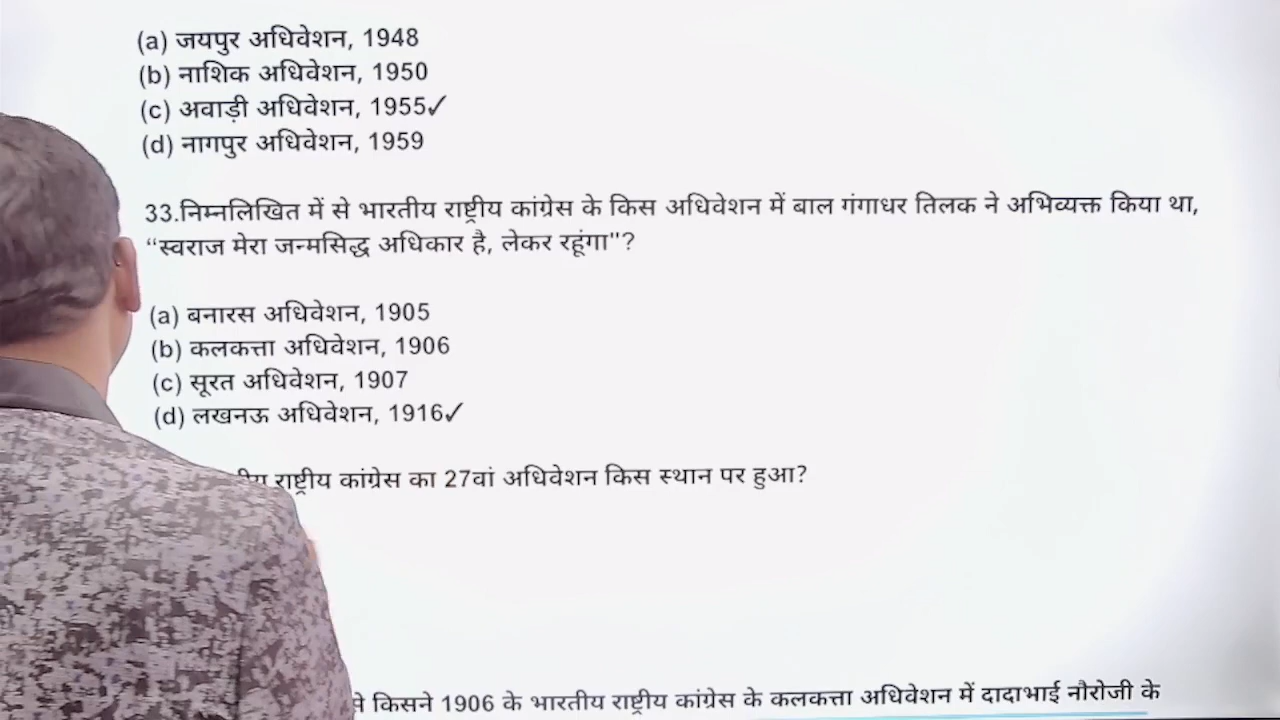 (a) जयपुर अधिवेशन, 1948
(b) नाशिक अधिवेशन, 1950
(c) अवाड़ी अधिवेशन, 1955✓
(d) नागपुर अधिवेशन, 1959
33.निम्नलिखित में से भारतीय राष्ट्रीय कांग्रेस के किस अधिवेशन में बाल गंगाधर तिलक ने अभिव्यक्त किया था,
“स्वराज मेरा जन्मसिद्ध अधिकार है, लेकर रहूंगा"?
(a) बनारस अधिवेशन, 1905
(b) कलकत्ता अधिवेशन, 1906
(c) सूरत अधिवेशन, 1907
(d) लखनऊ अधिवेशन, 1916✓
राष्ट्रीय कांग्रेस का 27वां अधिवेशन किस स्थान पर हुआ?
किसने 1906 के भारतीय राष्ट्रीय कांग्रेस के कलकत्ता अधिवेशन में दादाभाई नौरोजी के